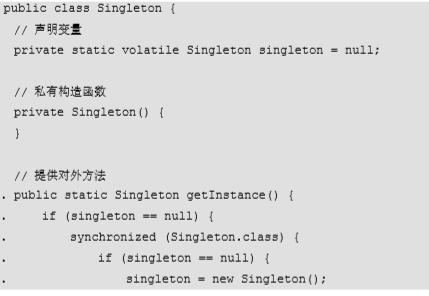 public class Singleton {
// 声明变量
private static volatile Singleton singleton = null;
// 私有构造函数
private Singleton() {
}
// 提供对外方法
. public static Singleton getInstance() {
. if (singleton == null) {
. synchronized (Singleton.class) {
. if (singleton == null) {
. singleton = new Singleton();